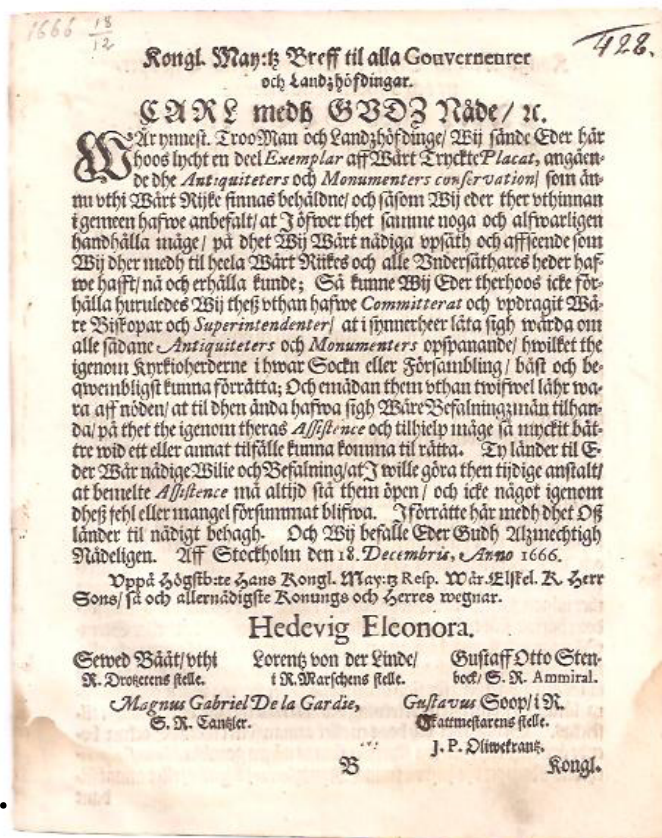 1666 18/12
428.
Kongl. May:tz Breff til alla Gouverneurer
och Landzhöfdingar.
CARL medh GVDZ Nåde/ ꝛc.
WÅr ynnest. TrooMan och Landzhöfdinge/ Wij sände Eder här
hoos lycht en deel Exemplar aff Wårt Tryckte Placat, angåen-
de dhe Antiquiteters och Monumenters conservation/ som än-
nu vthi Wårt Rijke finnas behåldne/ och såsom Wij eder ther vthinnan
i gemeen hafwe anbefalt/ at J öfwer thet samme noga och alfwarligen
handhålla måge/ på dhet Wij Wårt nådiga vpsåth och affseende som
Wij dher medh til heela Wårt Rijkes och alle Vndersåthares heder haf-
we hafft/ nå och erhålla kunde; Så kunne Wij Eder therhoos icke för-
hålla huruledes Wij theß vthan hafwe Committerat och vpdragit Wå-
re Biskopar och Superintendenter/ at i synnerheet låta sigh wårda om
alle sådane Antiquiteters och Monumenters opspanande/ hwilket the
igenom Kyrkioherderne i hwar Sockn eller Försambling/ bäst och be-
qwembligst kunna förrätta; Och emädan them vthan twifwel lähr wa-
ra aff nöden/ at til dhen ända hafwa sigh Wåre Befalningzmän tilhan-
da/ på thet the igenom theras Assistence och tilhielp måge så myckit bät-
tre wid ett eller annat tilfälle kunna komma til rätta. Ty länder til E-
der Wår nådige Wilie och Befalning/ at J wille göra then tijdige anstalt/
at bemelte Assistence må altijd stå them öpen/ och icke något igenom
dheß fehl eller mangel försummat blifwa. J förrätte här medh dhet Oß
länder til nådigt behagh. Och Wij befalle Eder Gudh Alzmechtigh
Nådeligen. Aff Stockholm den 18. Decembris, Anno 1666.
Vppå Högstb:te Hans Kongl. May:tz Resp. Wår Elskel. K. Herr
Sons/ så och allernådigste Konungs och Herres wegnar.
Hedevig Eleonora.
Sewed Bååt/ vthi Lorentz von der Linde/ Gustaff Otto Sten-
R. Drotzetens stelle. i R. Marschens stelle. bock/ S. R. Ammiral.
Magnus Gabriel De la Gardie, Gustavus Soop/ i R.
S. R. Cantzler. Skattmestarens stelle.
J. P. Oliwekrantz.
B Kongl.